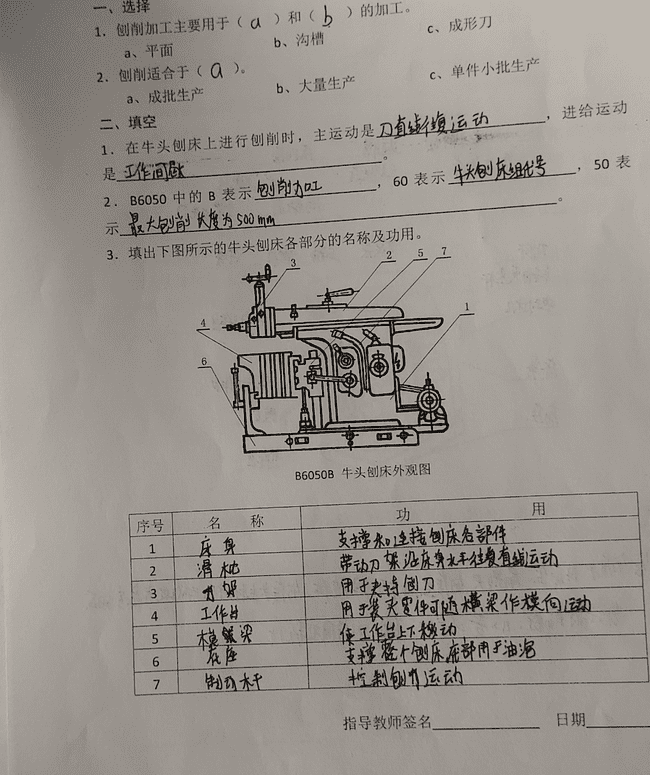 一、选择
1. 刨削加工主要用于（ a ）和（ b ）的加工。
a、平面 b、沟槽 c、成形刀
2. 刨削适合于（ a ）。
a、成批生产 b、大量生产 c、单件小批生产
二、填空
1. 在牛头刨床上进行刨削时，主运动是 刀直线往复运动 ，进给运动
是 工作间歇 。
2. B6050 中的 B 表示 刨削加工 ，60 表示 牛头刨床组代号 ，50 表
示 最大刨削长度为500mm 。
3. 填出下图所示的牛头刨床各部分的名称及功用。
3 2 5 7
1
4
6
B6050B 牛头刨床外观图
序号 名 称 功 用
1 床身 支撑和连接刨床各部件
2 滑枕 带动刀架沿床身水平往复直线运动
3 刀架 用于夹持刨刀
4 工作台 用于装夹零件可随横梁作横向运动
5 横梁 使工作台上下移动
6 底座 支撑整个刨床底部用于油泡
7 制动杆 控制刨刀运动
指导教师签名 日期